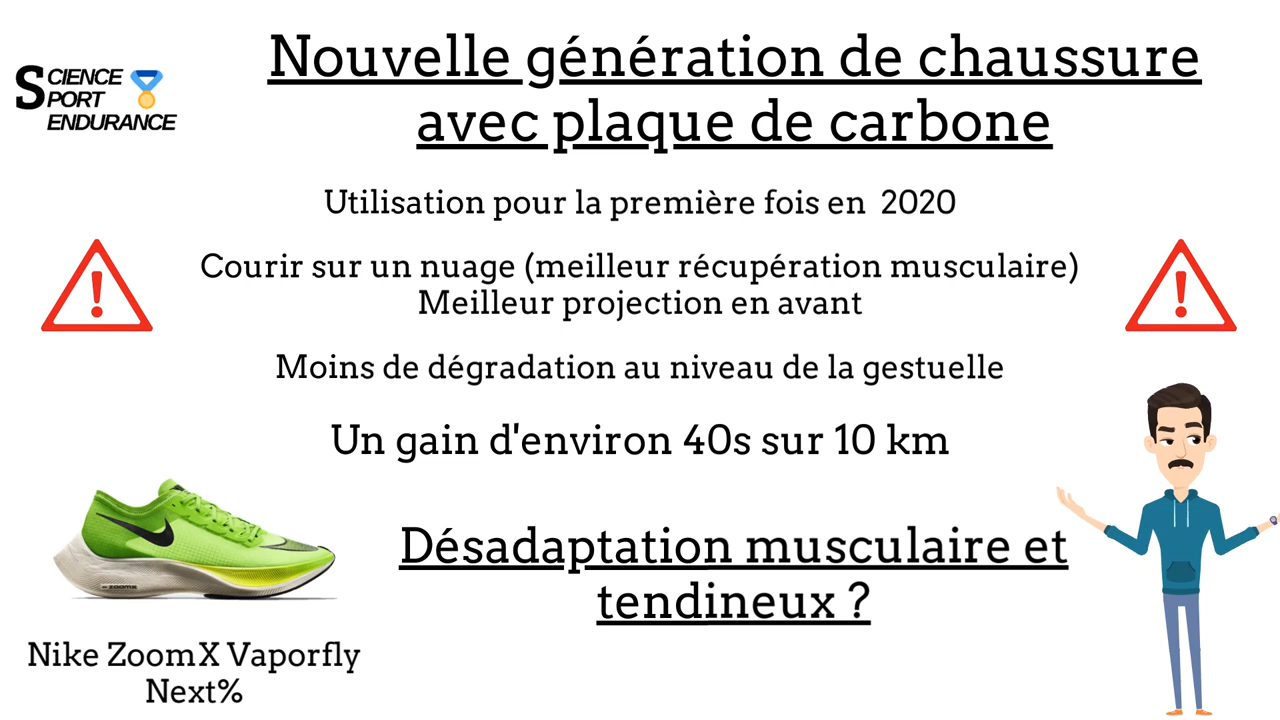 SCIENCE
SPORT
ENDURANCE
Nouvelle génération de chaussure
avec plaque de carbone
Utilisation pour la première fois en 2020
Courir sur un nuage (meilleur récupération musculaire)
Meilleur projection en avant
Moins de dégradation au niveau de la gestuelle
Un gain d'environ 40s sur 10 km
Désadaptation musculaire et
tendineux ?
ZOOMX
Nike ZoomX Vaporfly
Next%